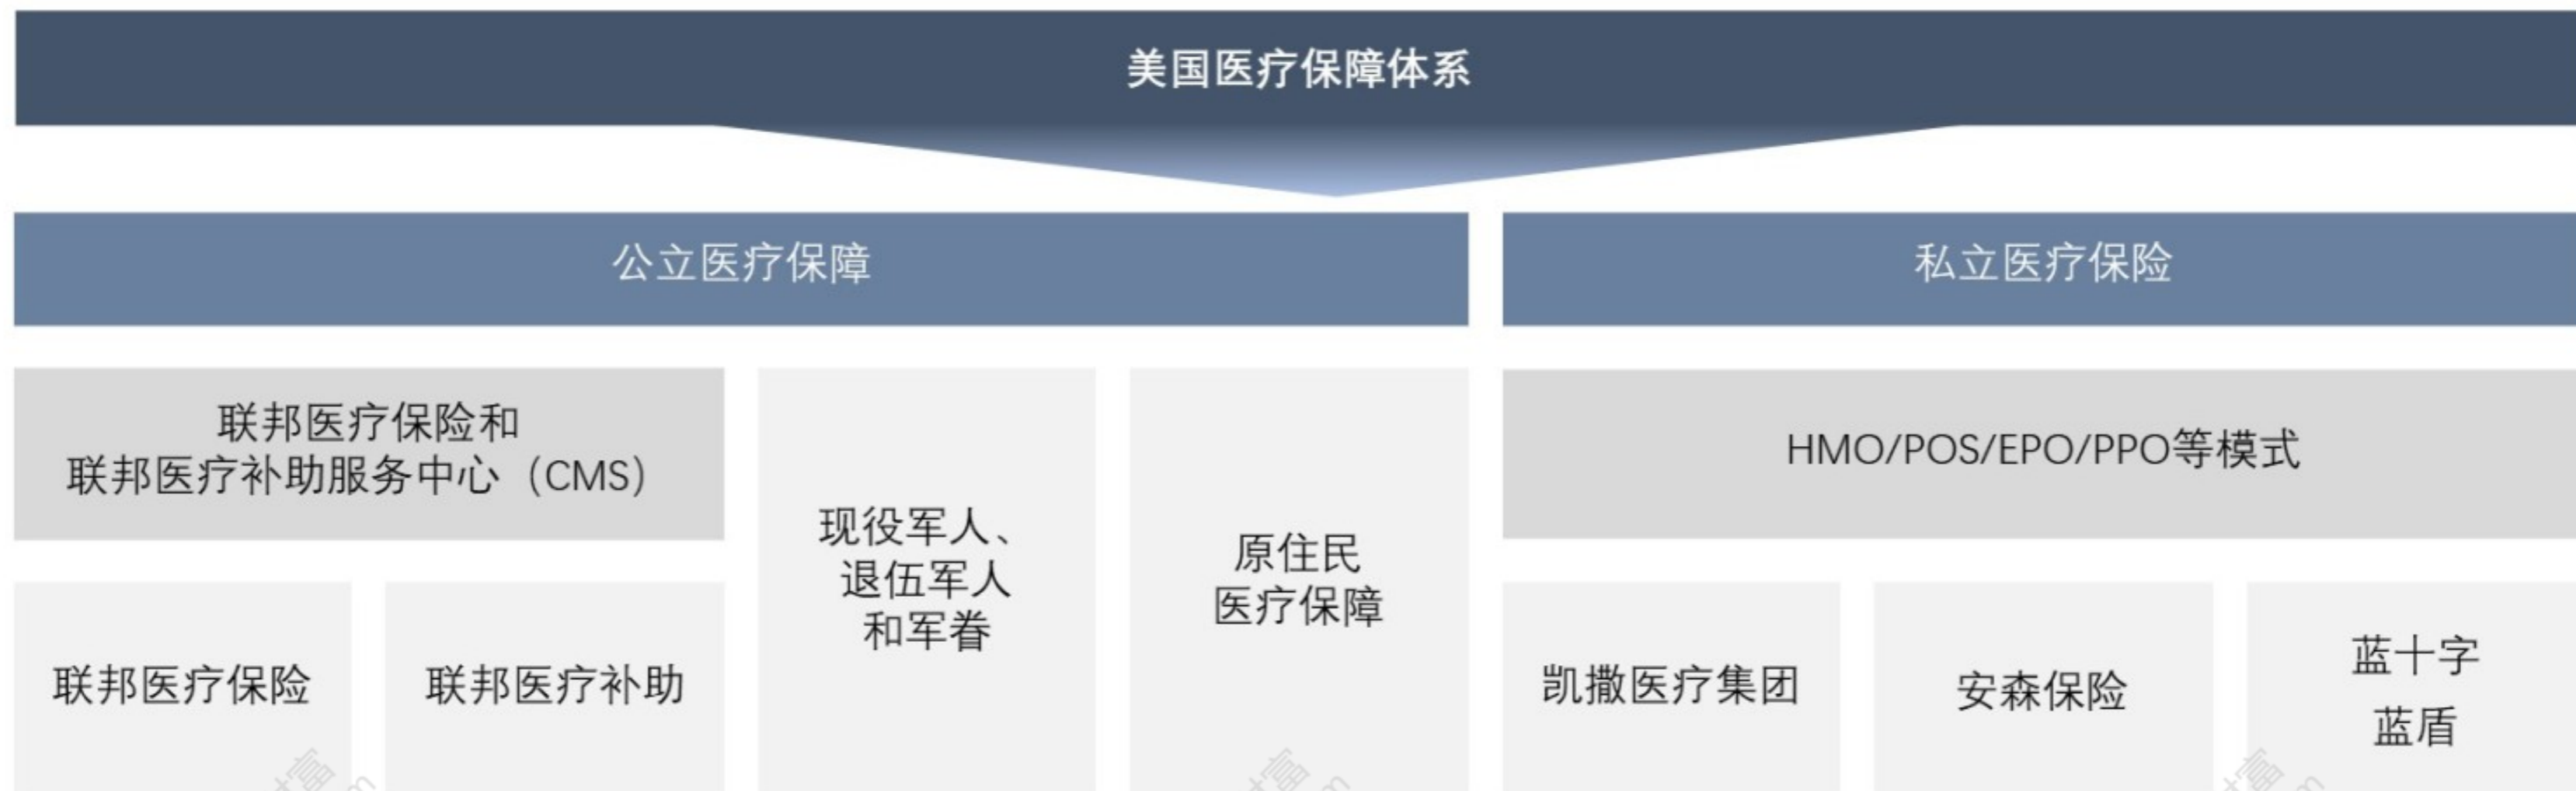 美国医疗保障体系
公立医疗保障
私立医疗保险
联邦医疗保险和
联邦医疗补助服务中心（CMS）
现役军人、
退伍军人
和军眷
原住民
医疗保障
HMO/POS/EPO/PPO等模式
联邦医疗保险
联邦医疗补助
凯撒医疗集团
安森保险
蓝十字
蓝盾